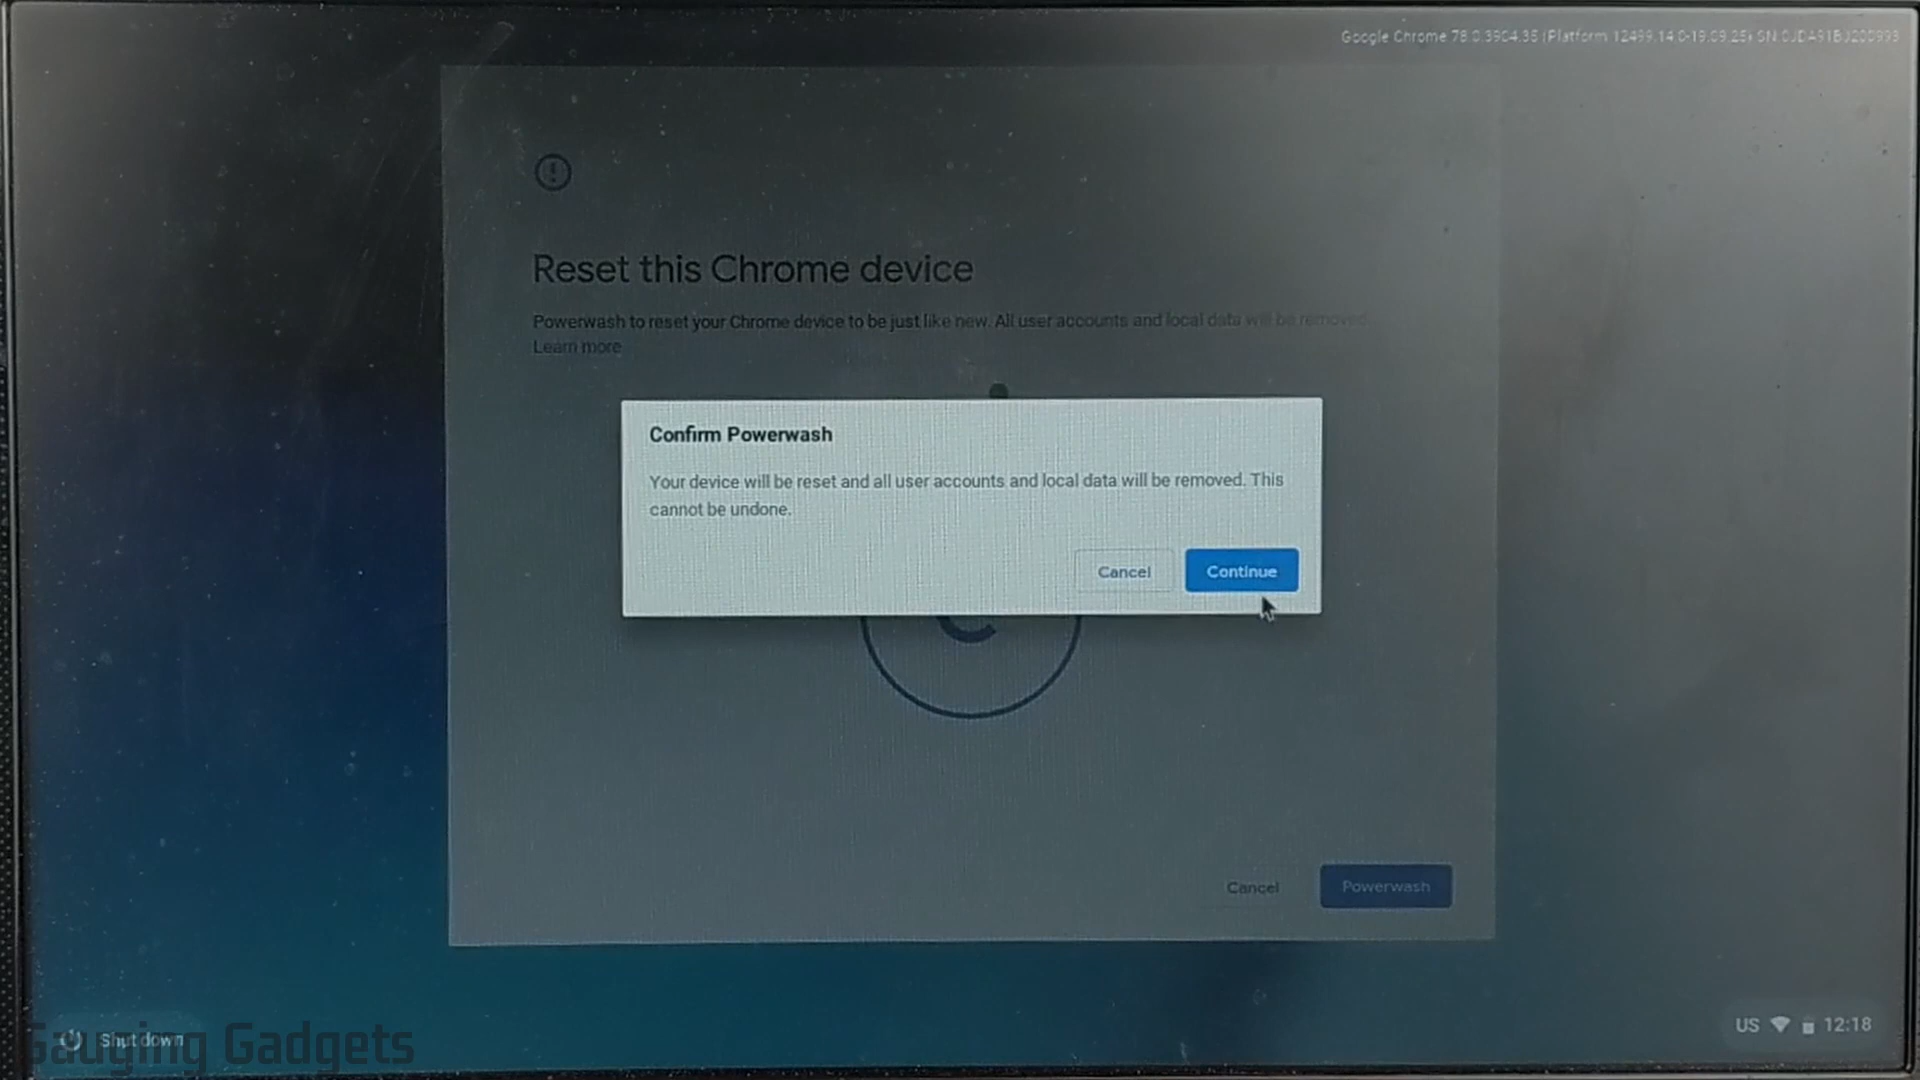 Google Chrome 78.0.3904.35 (Platform 12499.14.0-19.09.25)
Reset this Chrome device
Powerwash to reset your Chrome device to be just like new. All user accounts and local data will be removed.
Learn more
Confirm Powerwash
Your device will be reset and all user accounts and local data will be removed. This
cannot be undone.
Cancel
Continue
Cancel
Powerwash
Shut down
Gauging Gadgets
US 12:18